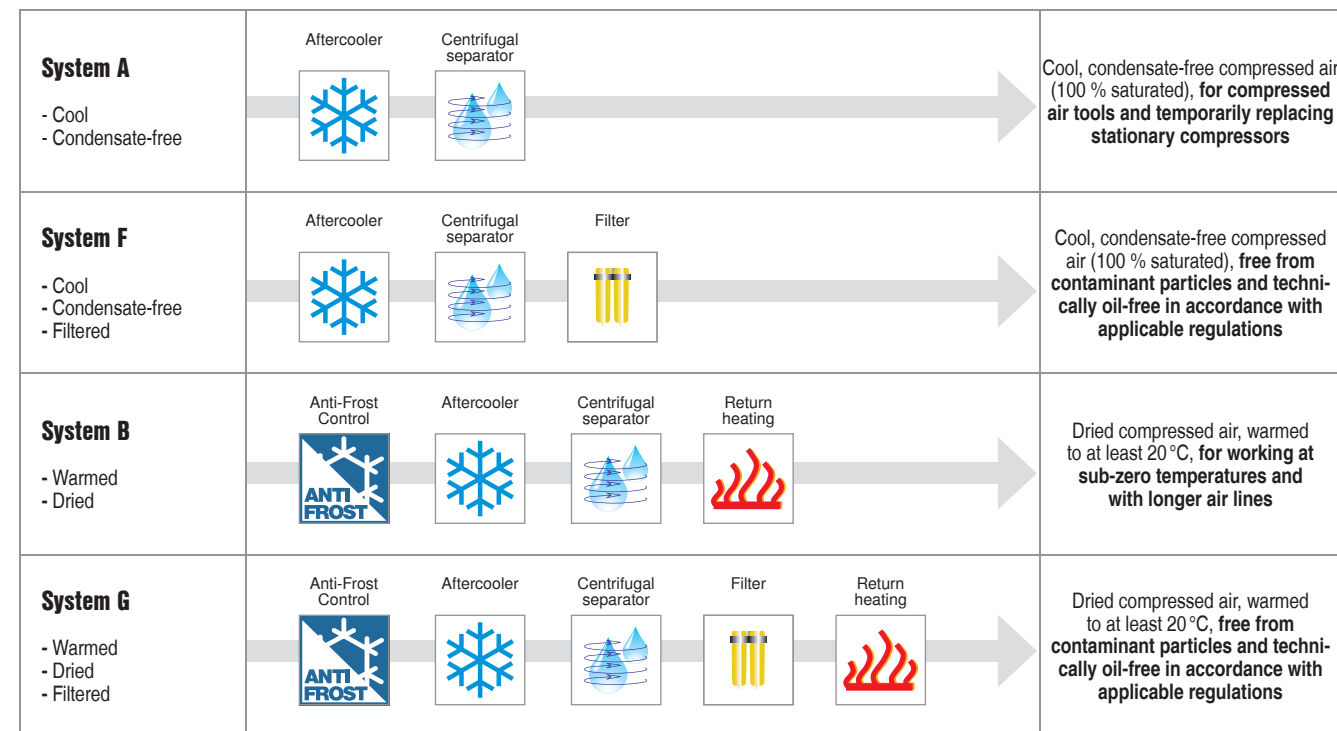 System A
- Cool
- Condensate-free
Aftercooler
Centrifugal
separator
Cool, condensate-free compressed air
(100 % saturated), for compressed
air tools and temporarily replacing
stationary compressors
System F
- Cool
- Condensate-free
- Filtered
Aftercooler
Centrifugal
separator
Filter
Cool, condensate-free compressed
air (100 % saturated), free from
contaminant particles and techni-
cally oil-free in accordance with
applicable regulations
System B
- Warmed
- Dried
Anti-Frost
Control
ANTI
FROST
Aftercooler
Centrifugal
separator
Return
heating
Dried compressed air, warmed
to at least 20 °C, for working at
sub-zero temperatures and
with longer air lines
System G
- Warmed
- Dried
- Filtered
Anti-Frost
Control
ANTI
FROST
Aftercooler
Centrifugal
separator
Filter
Return
heating
Dried compressed air, warmed
to at least 20 °C, free from
contaminant particles and techni-
cally oil-free in accordance with
applicable regulations